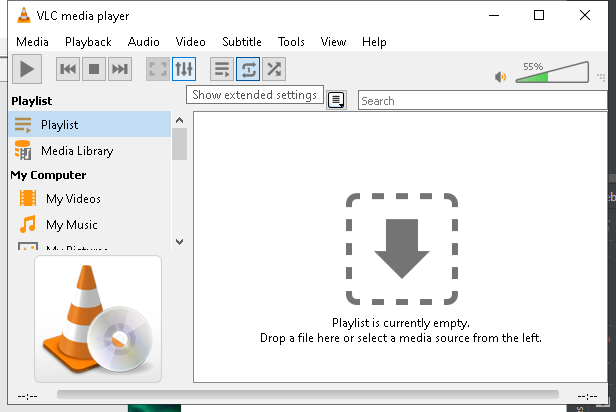 VLC media player
Media Playback Audio Video Subtitle Tools View Help
55%
Show extended settings
Playlist
Search
Playlist
Media Library
My Computer
My Videos
My Music
My Pictures
Playlist is currently empty.
Drop a file here or select a media source from the left.
--:-- --:--